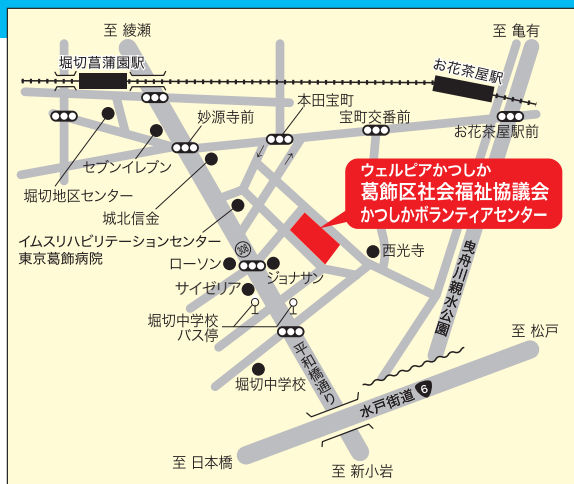 至 綾瀬
至 亀有
堀切菖蒲園駅
お花茶屋駅
本田宝町
妙源寺前
宝町交番前
お花茶屋駅前
セブンイレブン
堀切地区センター
城北信金
ウェルピアかつしか
葛飾区社会福祉協議会
かつしかボランティアセンター
イムスリハビリテーションセンター
東京葛飾病院
308
西光寺
ローソン
ジョナサン
サイゼリア
曳舟川親水公園
堀切中学校
バス停
至 松戸
平和橋通り
堀切中学校
水戸街道 6
至 日本橋
至 新小岩